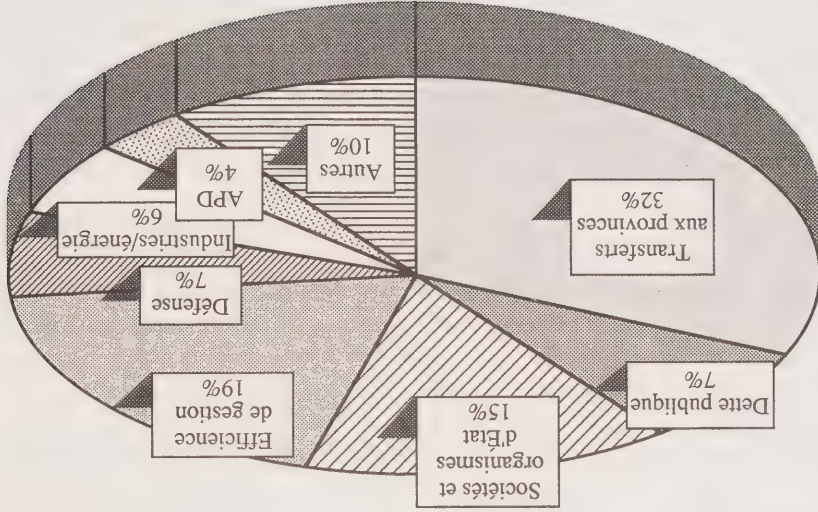 Sociétés et
organismes
d'État
15%
Dette publique
7%
Efficience
de gestion
19%
Transferts
aux provinces
32%
Défense
7%
Industries/énergie
6%
APD
4%
Autres
10%